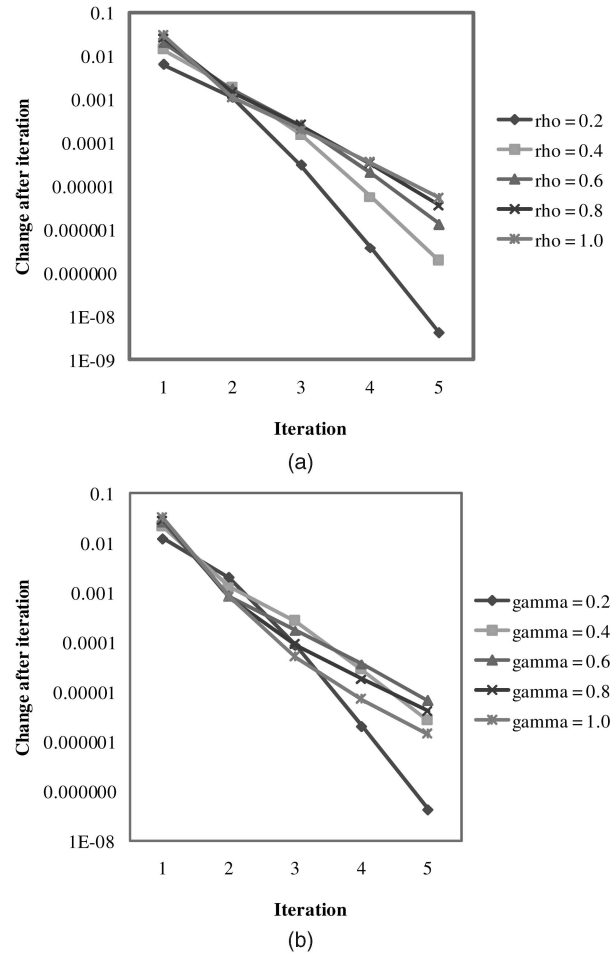 0.1
0.01
0.001
0.0001
0.00001
0.000001
0.000000
1E-08
1E-09
Change after iteration
1 2 3 4 5
Iteration
rho = 0.2
rho = 0.4
rho = 0.6
rho = 0.8
rho = 1.0
(a)
0.1
0.01
0.001
0.0001
0.00001
0.000001
0.000000
1E-08
Change after iteration
1 2 3 4 5
Iteration
gamma = 0.2
gamma = 0.4
gamma = 0.6
gamma = 0.8
gamma = 1.0
(b)